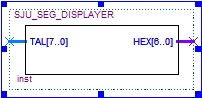 SJU_SEG_DISPLAYER
TAL[7..0] HEX[6..0]
inst